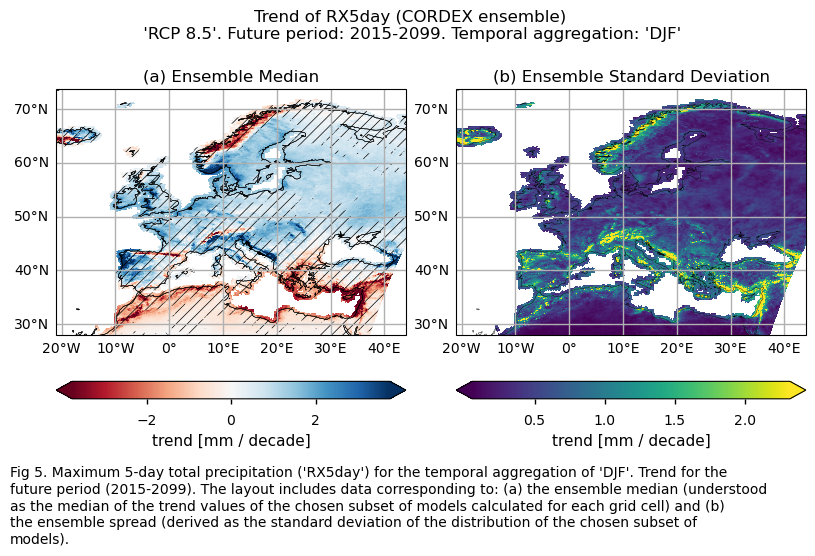 Trend of RX5day (CORDEX ensemble)
'RCP 8.5'. Future period: 2015-2099. Temporal aggregation: 'DJF'
(a) Ensemble Median
(b) Ensemble Standard Deviation
70°N
60°N
50°N
40°N
30°N
20°W 10°W 0° 10°E 20°E 30°E 40°E
70°N
60°N
50°N
40°N
30°N
20°W 10°W 0° 10°E 20°E 30°E 40°E
−2 0 2
trend [mm / decade]
0.5 1.0 1.5 2.0
trend [mm / decade]
Fig 5. Maximum 5-day total precipitation ('RX5day') for the temporal aggregation of 'DJF'. Trend for the
future period (2015-2099). The layout includes data corresponding to: (a) the ensemble median (understood
as the median of the trend values of the chosen subset of models calculated for each grid cell) and (b)
the ensemble spread (derived as the standard deviation of the distribution of the chosen subset of
models).